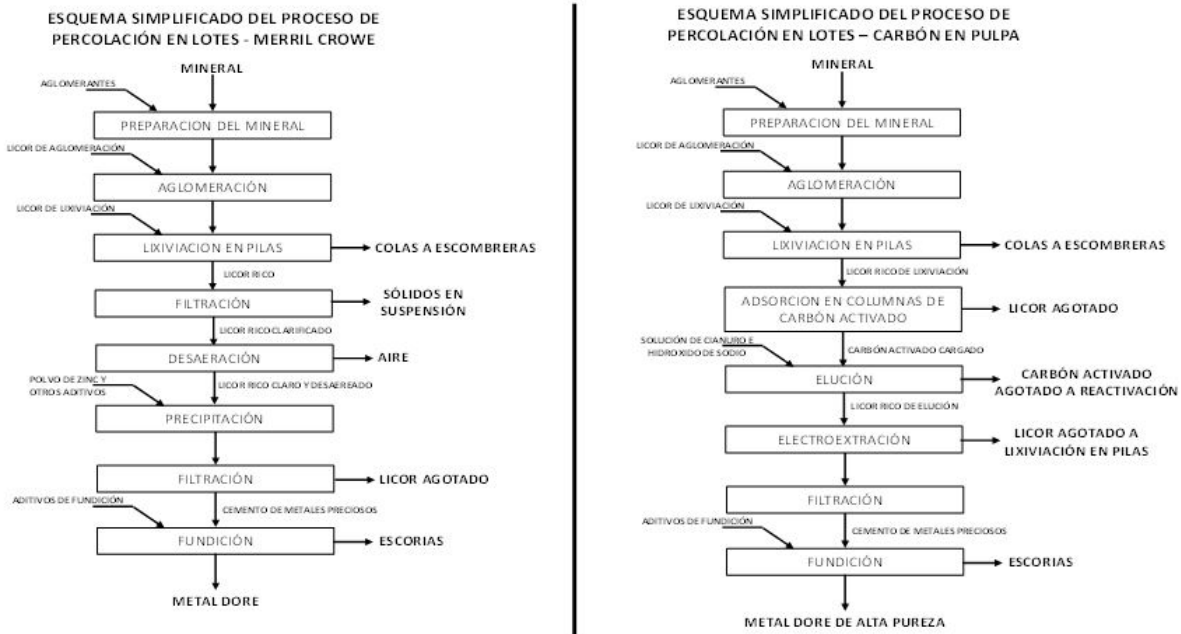 ESQUEMA SIMPLIFICADO DEL PROCESO DE
PERCOLACIÓN EN LOTES - MERRIL CROWE
MINERAL
AGLOMERANTES
PREPARACION DEL MINERAL
LICOR DE AGLOMERACIÓN
AGLOMERACIÓN
LICOR DE LIXIVIACIÓN
LIXIVIACION EN PILAS
COLAS A ESCOMBRERAS
LICOR RICO
FILTRACIÓN
SÓLIDOS EN
SUSPENSIÓN
LICOR RICO CLARIFICADO
DESAERACIÓN
AIRE
LICOR RICO CLARO Y DESAEREADO
POLVO DE ZINC Y
OTROS ADITIVOS
PRECIPITACIÓN
FILTRACIÓN
LICOR AGOTADO
CEMENTO DE METALES PRECIOSOS
ADITIVOS DE FUNDICIÓN
FUNDICIÓN
ESCORIAS
METAL DORE
ESQUEMA SIMPLIFICADO DEL PROCESO DE
PERCOLACIÓN EN LOTES – CARBÓN EN PULPA
MINERAL
AGLOMERANTES
PREPARACION DEL MINERAL
LICOR DE AGLOMERACIÓN
AGLOMERACIÓN
LICOR DE LIXIVIACIÓN
LIXIVIACION EN PILAS
COLAS A ESCOMBRERAS
LICOR RICO DE LIXIVIACIÓN
ADSORCION EN COLUMNAS DE
CARBÓN ACTIVADO
LICOR AGOTADO
SOLUCIÓN DE CIANURO E
HIDROXIDO DE SODIO
CARBÓN ACTIVADO CARGADO
ELUCIÓN
CARBÓN ACTIVADO
AGOTADO A REACTIVACIÓN
LICOR RICO DE ELUCIÓN
ELECTROEXTRACIÓN
LICOR AGOTADO A
LIXIVIACIÓN EN PILAS
FILTRACIÓN
CEMENTO DE METALES PRECIOSOS
ADITIVOS DE FUNDICIÓN
FUNDICIÓN
ESCORIAS
METAL DORE DE ALTA PUREZA